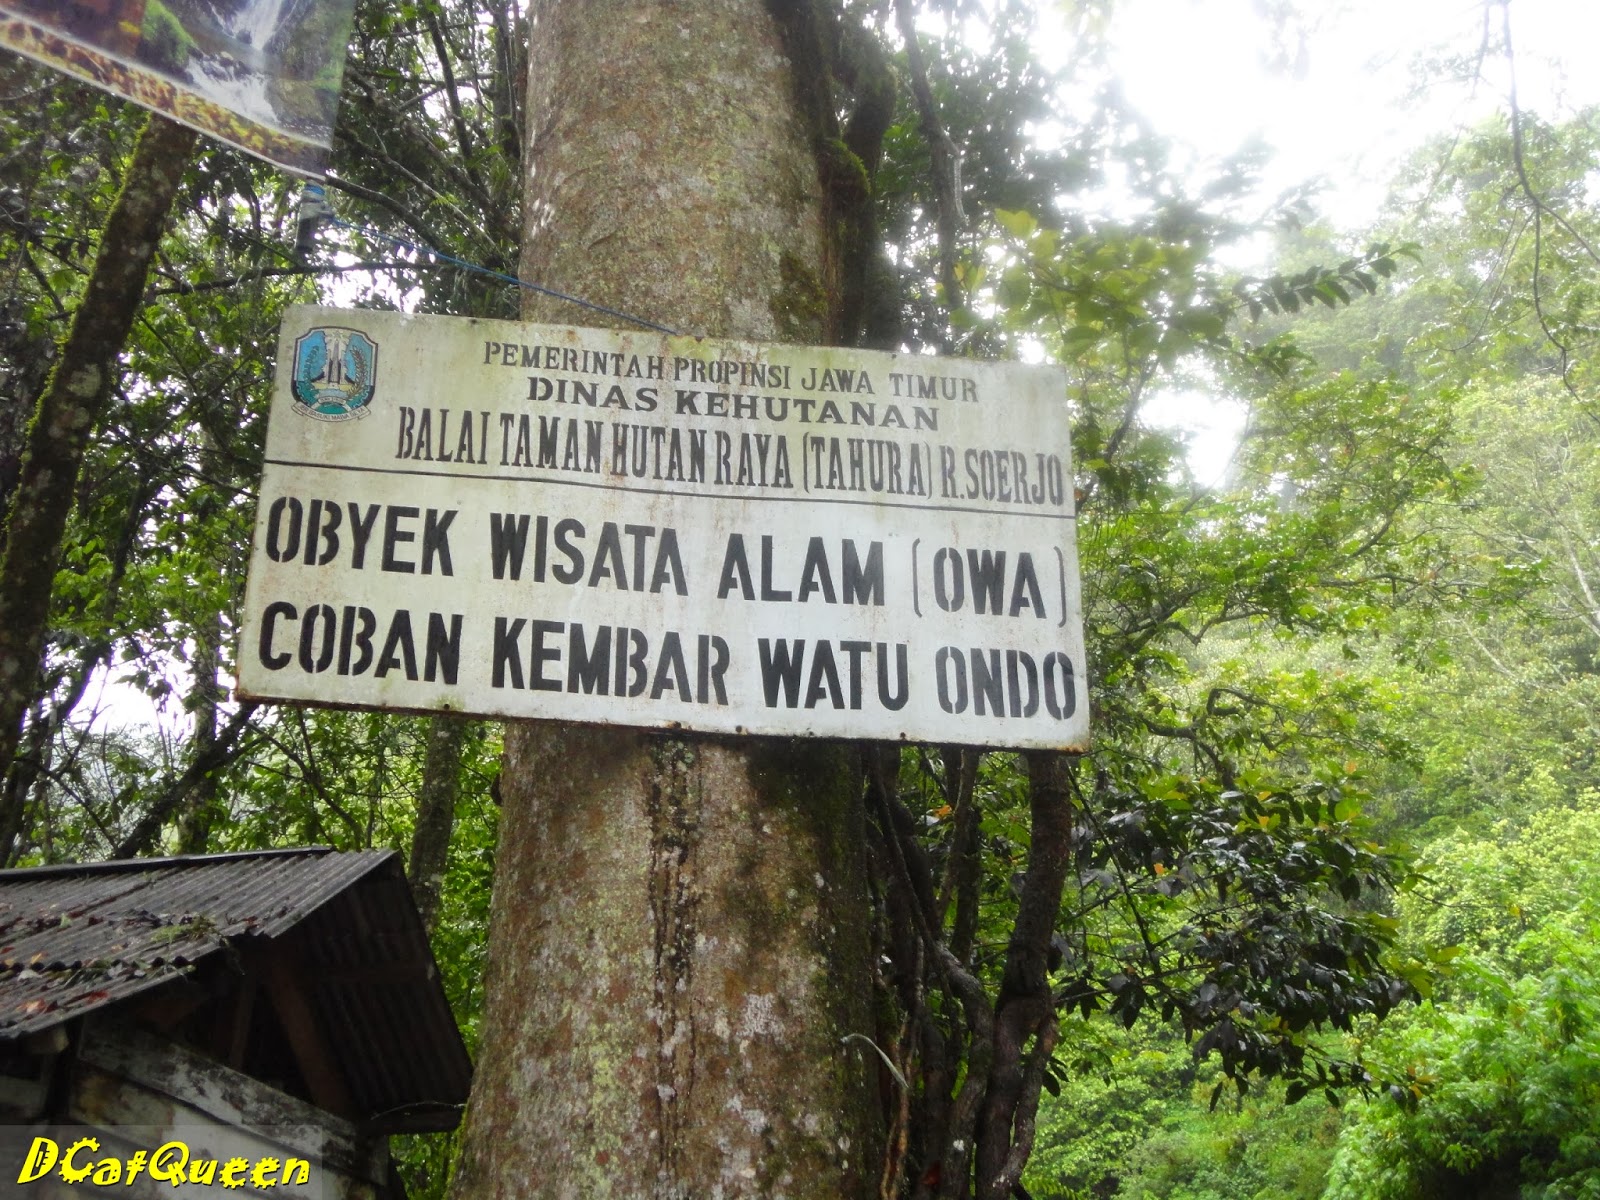 PEMERINTAH PROPINSI JAWA TIMUR
DINAS KEHUTANAN
BALAI TAMAN HUTAN RAYA (TAHURA) R.SOERJO
OBYEK WISATA ALAM (OWA)
COBAN KEMBAR WATU ONDO
DCatQueen